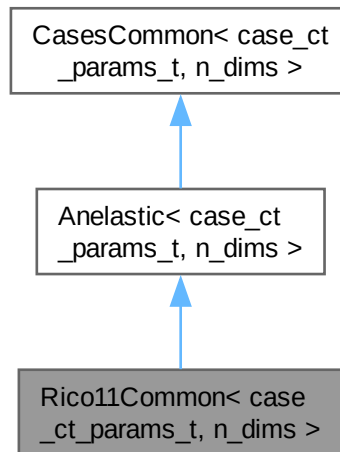 CasesCommon< case_ct
_params_t, n_dims >
Anelastic< case_ct
_params_t, n_dims >
Rico11Common< case
_ct_params_t, n_dims >